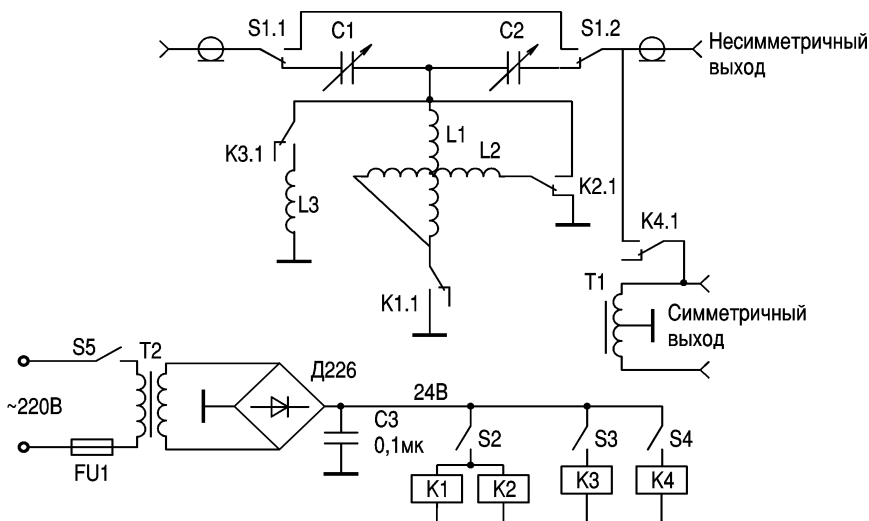 S1.1
C1
C2
S1.2
Несимметричный
выход
L1
L2
K3.1
K2.1
L3
K4.1
K1.1
T1
Симметричный
выход
S5
T2
Д226
~220В
24В
C3
0,1мк
S2
S3
S4
FU1
K1
K2
K3
K4